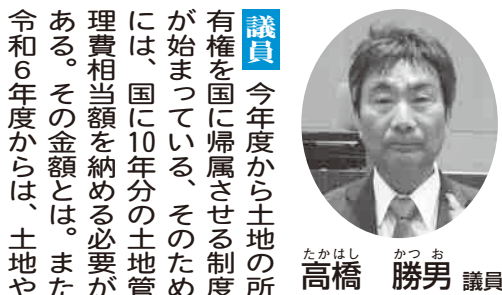 議員 今年度から土地の所
有権を国に帰属させる制度
が始まっている、そのため
には、国に10年分の土地管
理費相当額を納める必要が
ある。その金額とは。また
令和6年度からは、土地や
たかはし かつお
高橋 勝男 議員